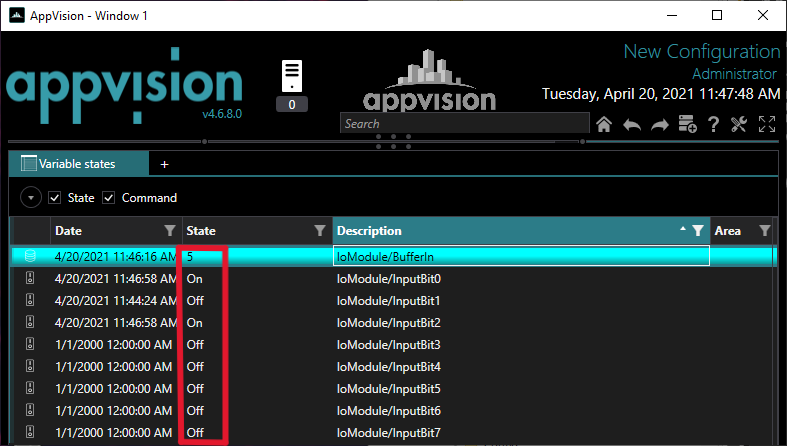 AppVision - Window 1
New Configuration
Administrator
Tuesday, April 20, 2021 11:47:48 AM
appvision
v4.6.8.0
0
appvision
Search
Variable states
+
State Command
Date State Description Area
4/20/2021 11:46:16 AM 5 IoModule/BufferIn
4/20/2021 11:46:58 AM On IoModule/InputBit0
4/20/2021 11:44:24 AM Off IoModule/InputBit1
4/20/2021 11:46:58 AM On IoModule/InputBit2
1/1/2000 12:00:00 AM Off IoModule/InputBit3
1/1/2000 12:00:00 AM Off IoModule/InputBit4
1/1/2000 12:00:00 AM Off IoModule/InputBit5
1/1/2000 12:00:00 AM Off IoModule/InputBit6
1/1/2000 12:00:00 AM Off IoModule/InputBit7